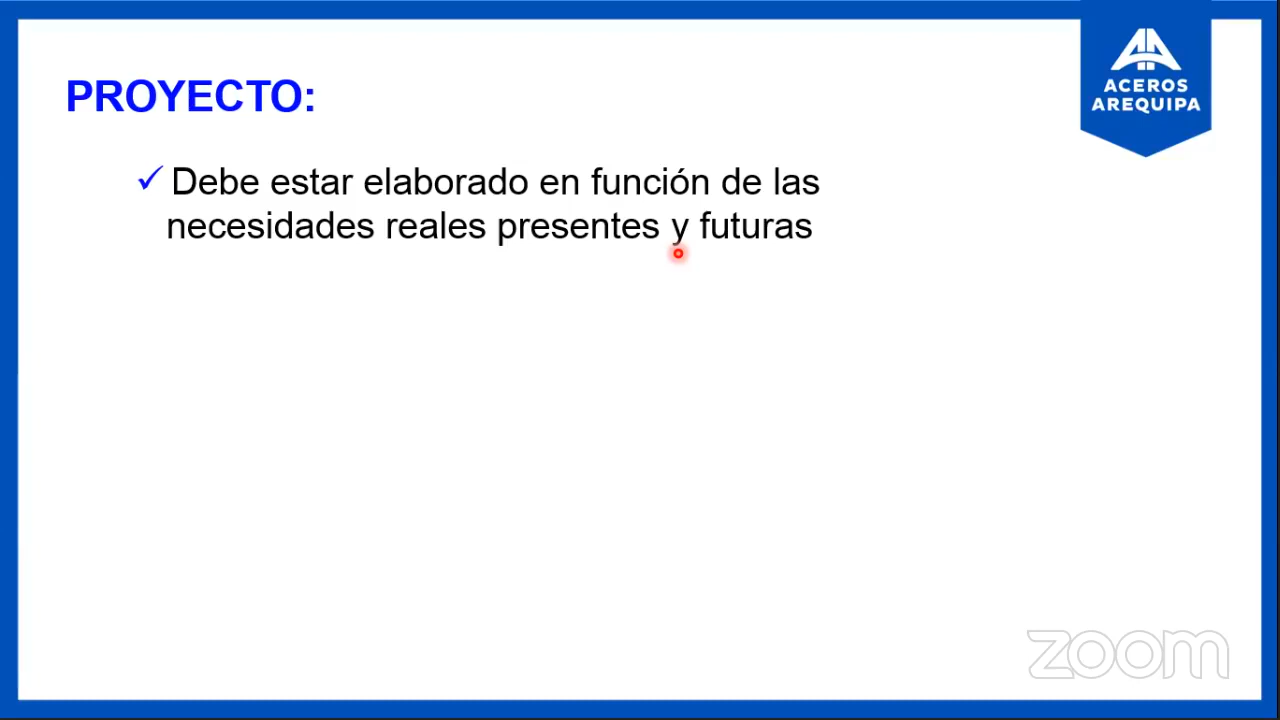 PROYECTO:
ACEROS
AREQUIPA
✓ Debe estar elaborado en función de las
necesidades reales presentes y futuras
zoom